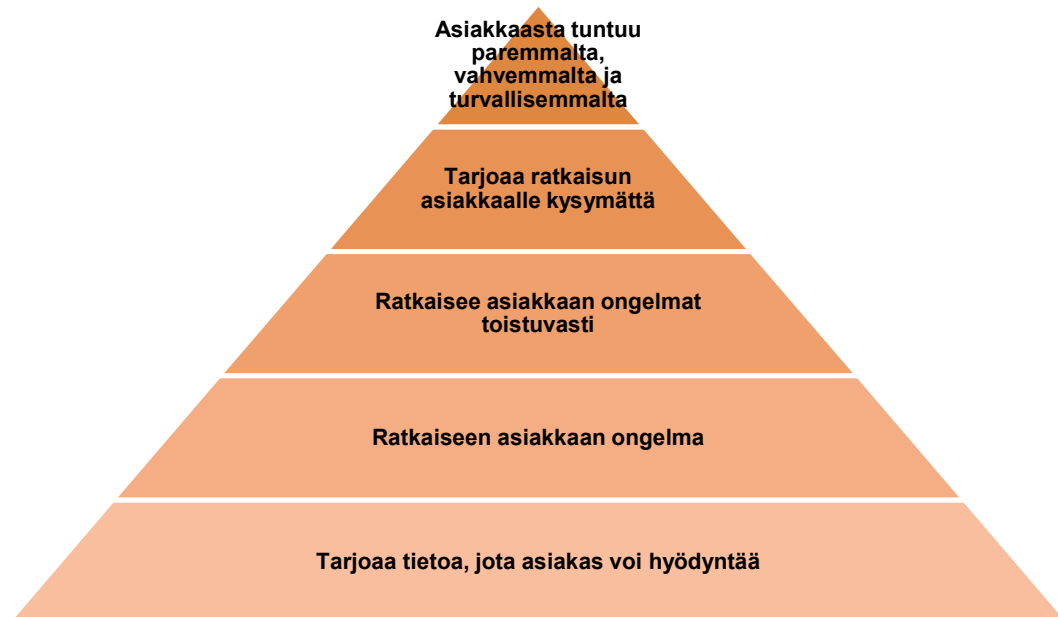 Asiakkaasta tuntuu
paremmalta,
vahvemmalta ja
turvallisemmalta
Tarjoaa ratkaisun
asiakkaalle kysymättä
Ratkaisee asiakkaan ongelmat
toistuvasti
Ratkaiseen asiakkaan ongelma
Tarjoaa tietoa, jota asiakas voi hyödyntää